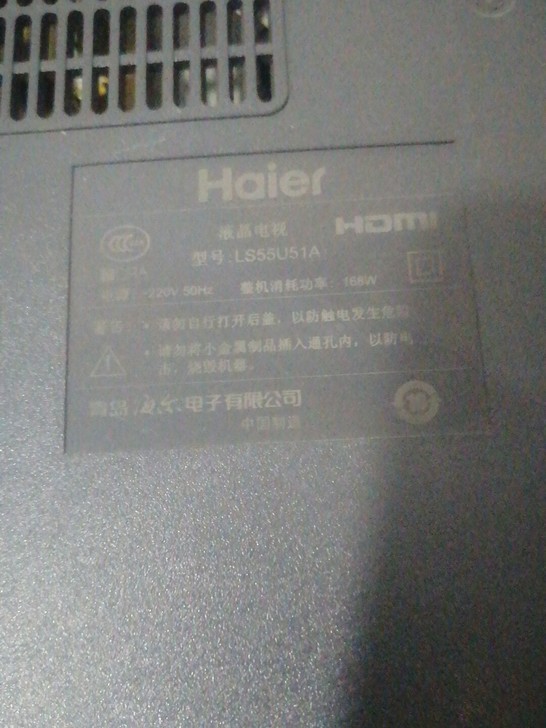 Haier
液晶电视 HDMI
型号:LS55U51A
~220V 50Hz 整机消耗功率: 168W
请勿自行打开后盖，以防触电发生危险
请勿将小金属制品插入通孔内，以防电
击、烧毁机器。
青岛 电子有限公司
中国制造